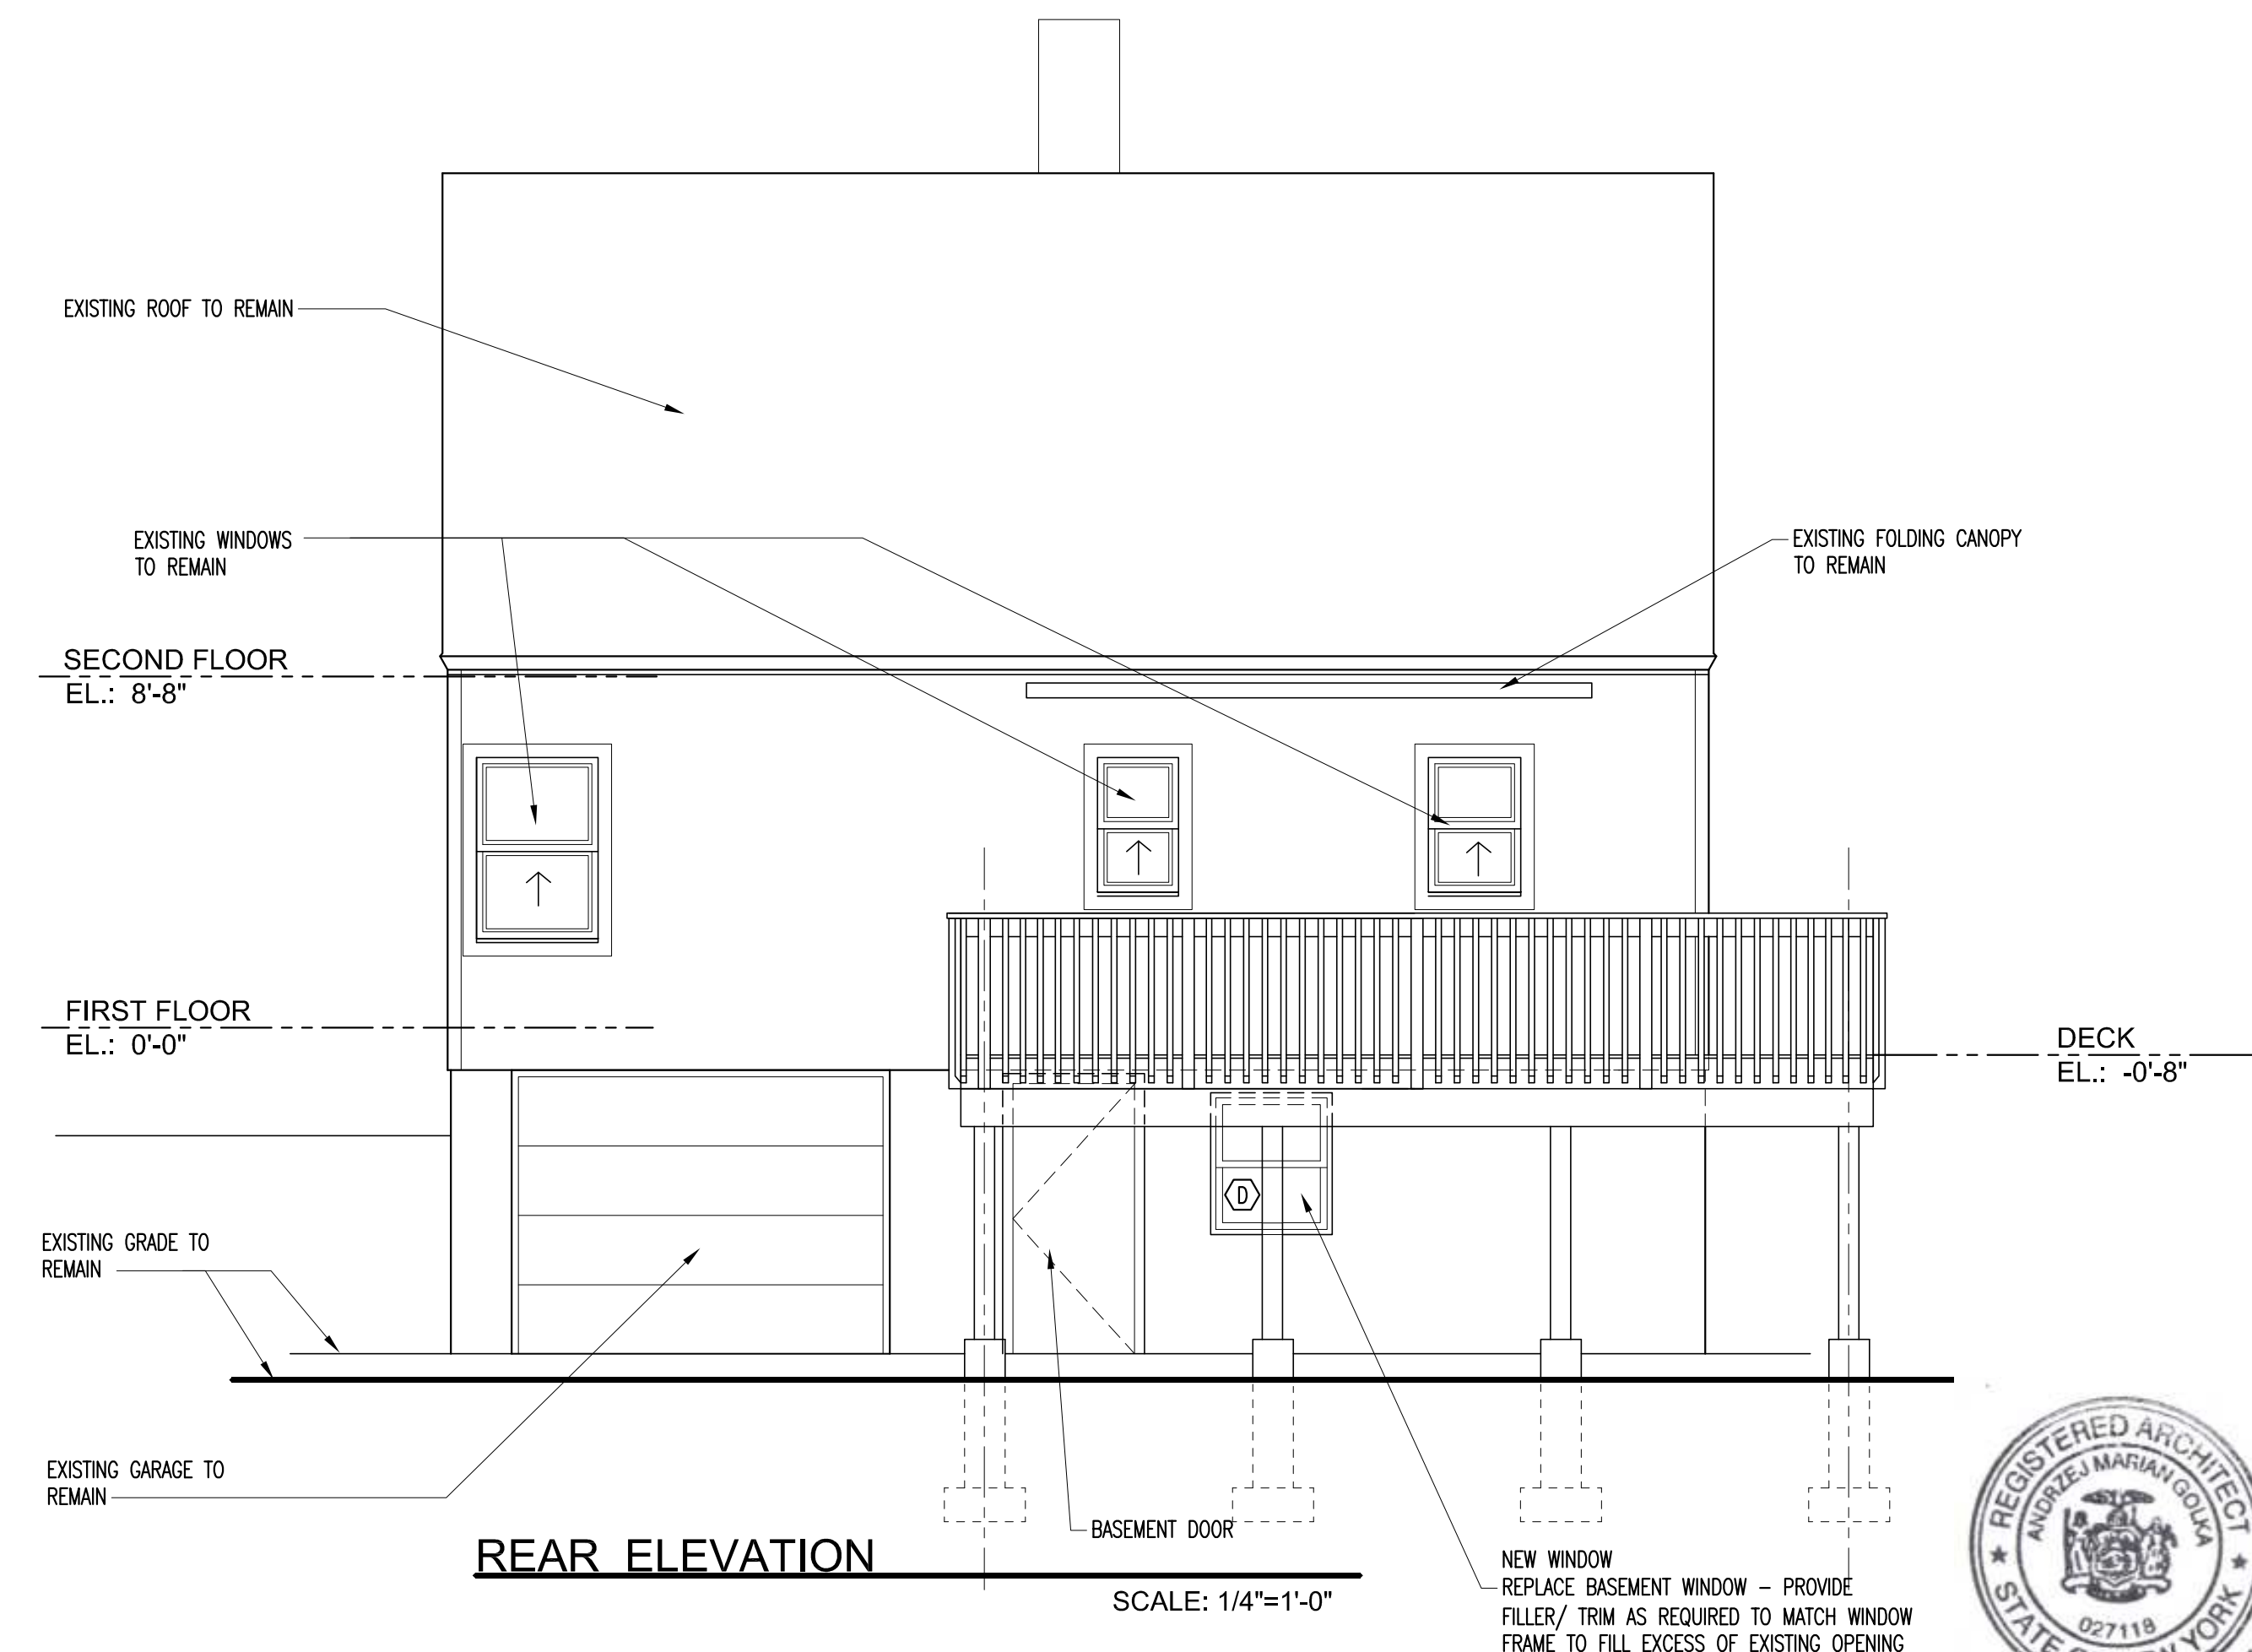 EXISTING ROOF TO REMAIN
EXISTING WINDOWS
TO REMAIN
EXISTING FOLDING CANOPY
TO REMAIN
SECOND FLOOR
EL.: 8'-8"
FIRST FLOOR
EL.: 0'-0"
DECK
EL.: -0'-8"
D
EXISTING GRADE TO
REMAIN
EXISTING GARAGE TO
REMAIN
BASEMENT DOOR
REAR ELEVATION
SCALE: 1/4"=1'-0"
NEW WINDOW
REPLACE BASEMENT WINDOW – PROVIDE
FILLER/ TRIM AS REQUIRED TO MATCH WINDOW
FRAME TO FILL EXCESS OF EXISTING OPENING
REGISTERED ARCHITECT
ANDRZEJ MARIAN GOLKA
027118
STATE YORK